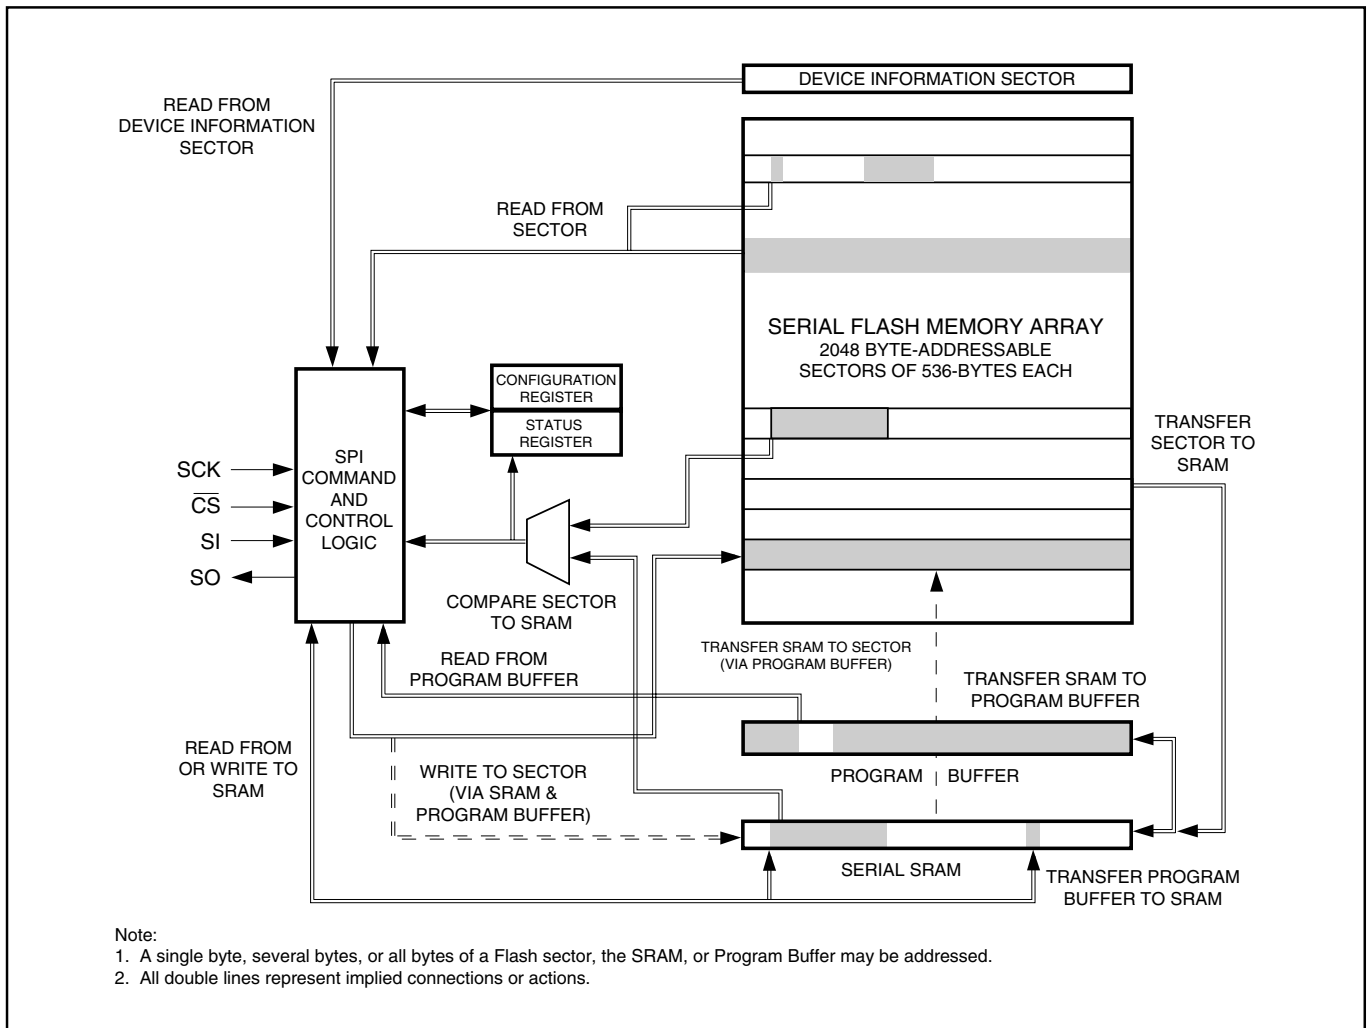 DEVICE INFORMATION SECTOR
READ FROM
DEVICE INFORMATION
SECTOR
READ FROM
SECTOR
SERIAL FLASH MEMORY ARRAY
2048 BYTE-ADDRESSABLE
SECTORS OF 536-BYTES EACH
CONFIGURATION
REGISTER
STATUS
REGISTER
TRANSFER
SECTOR TO
SRAM
SPI
COMMAND
AND
CONTROL
LOGIC
SCK
C̅S̅
SI
SO
COMPARE SECTOR
TO SRAM
TRANSFER SRAM TO SECTOR
(VIA PROGRAM BUFFER)
READ FROM
PROGRAM BUFFER
TRANSFER SRAM TO
PROGRAM BUFFER
READ FROM
OR WRITE TO
SRAM
WRITE TO SECTOR
(VIA SRAM &
PROGRAM BUFFER)
PROGRAM BUFFER
SERIAL SRAM
TRANSFER PROGRAM
BUFFER TO SRAM
Note:
1. A single byte, several bytes, or all bytes of a Flash sector, the SRAM, or Program Buffer may be addressed.
2. All double lines represent implied connections or actions.